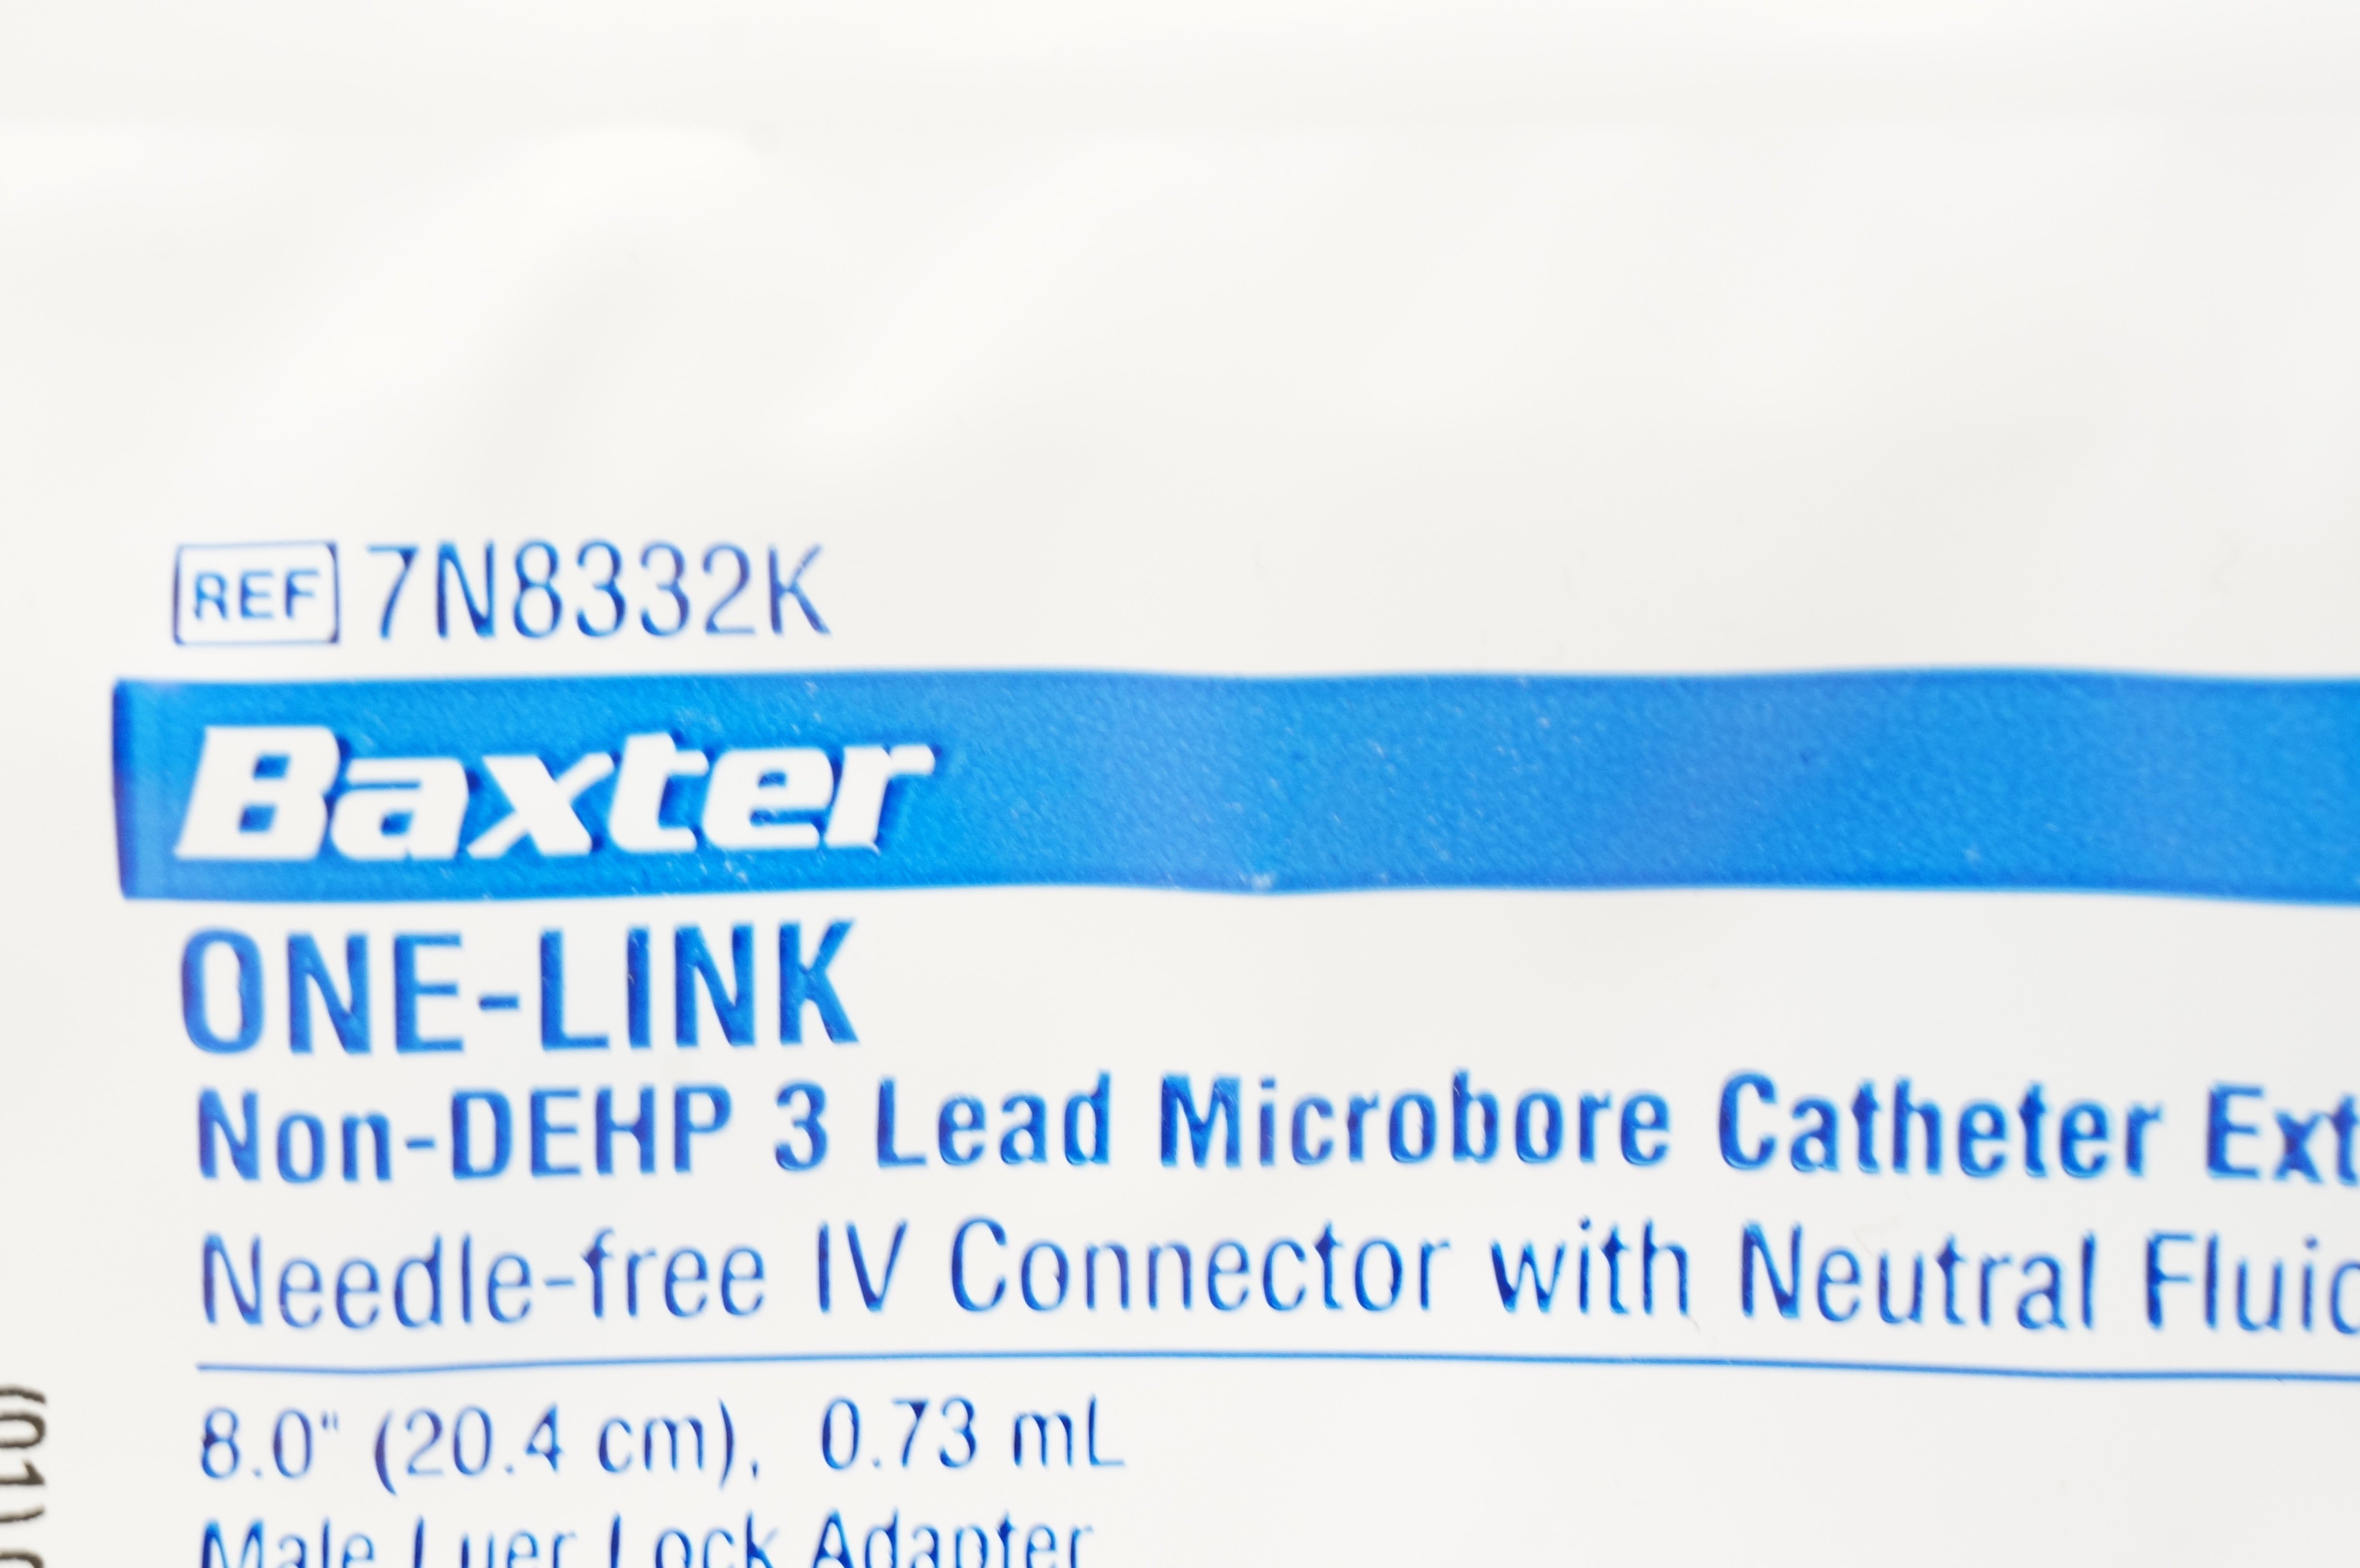 REF 7N8332K
Baxter
ONE-LINK
Non-DEHP 3 Lead Microbore Catheter Ext
Needle-free IV Connector with Neutral Fluid
8.0" (20.4 cm), 0.73 mL
Male Luer Lock Adapter
(01)